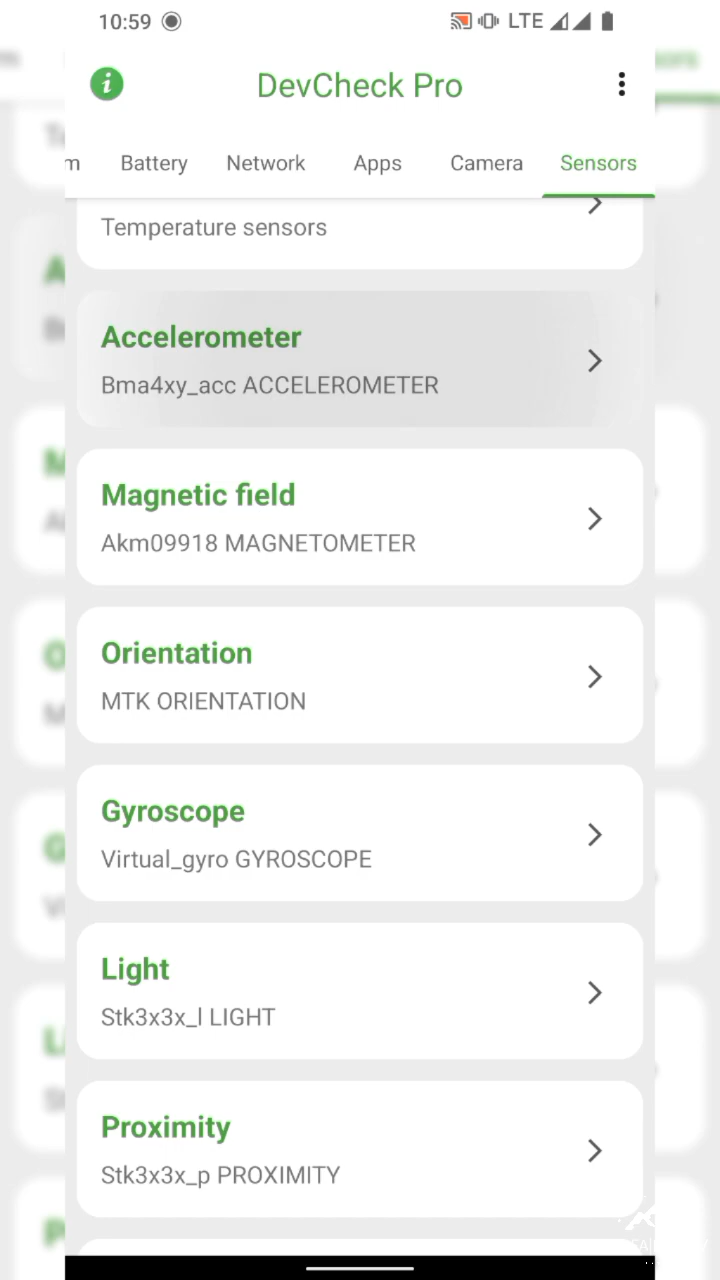 10:59 LTE
DevCheck Pro
m Battery Network Apps Camera Sensors
Temperature sensors
Accelerometer
Bma4xy_acc ACCELEROMETER
Magnetic field
Akm09918 MAGNETOMETER
Orientation
MTK ORIENTATION
Gyroscope
Virtual_gyro GYROSCOPE
Light
Stk3x3x_l LIGHT
Proximity
Stk3x3x_p PROXIMITY